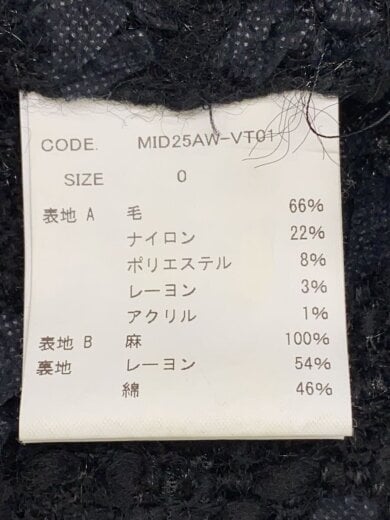 CODE. MID25AW-VT01
SIZE 0
表地 A 毛 66%
ナイロン 22%
ポリエステル 8%
レーヨン 3%
アクリル 1%
表地 B 麻 100%
裏地 レーヨン 54%
綿 46%